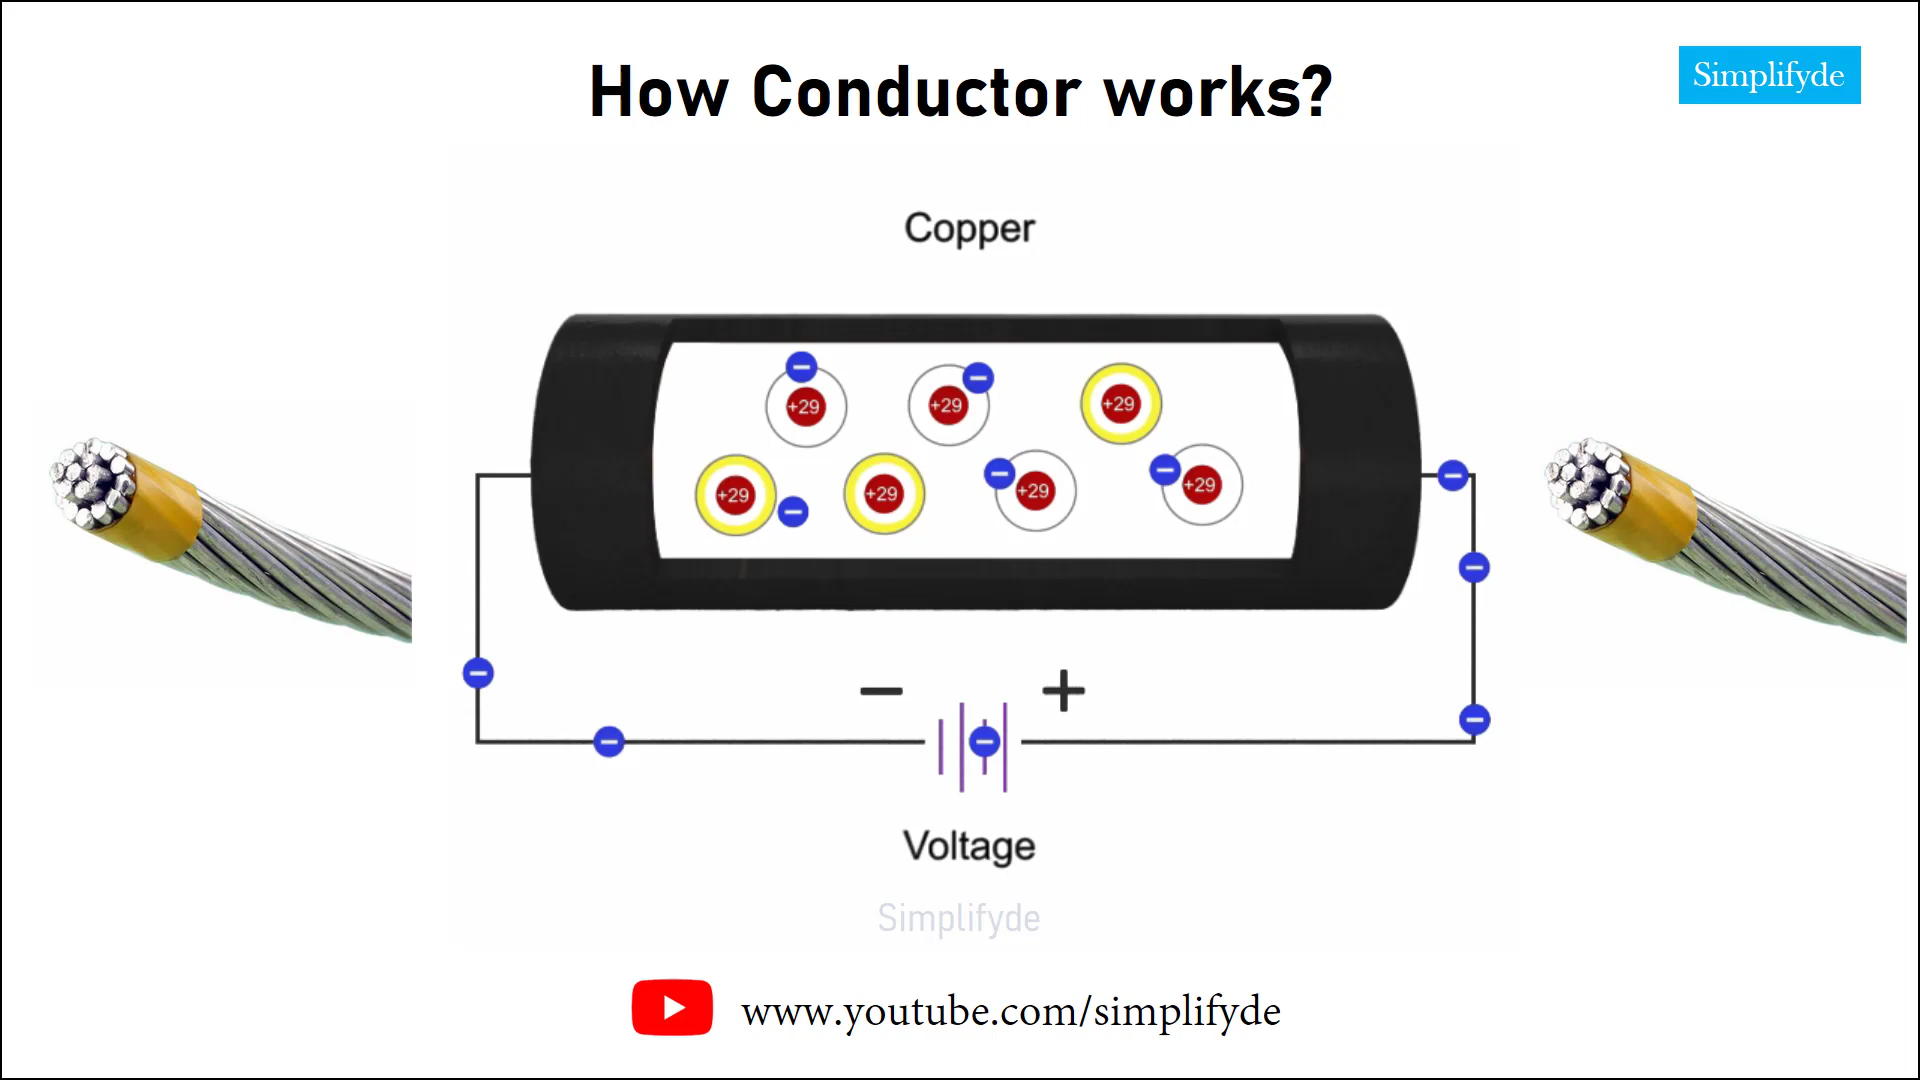 How Conductor works?
Simplifyde
Copper
+29
+29
+29
+29
+29
+29
+29
− +
Voltage
Simplifyde
www.youtube.com/simplifyde